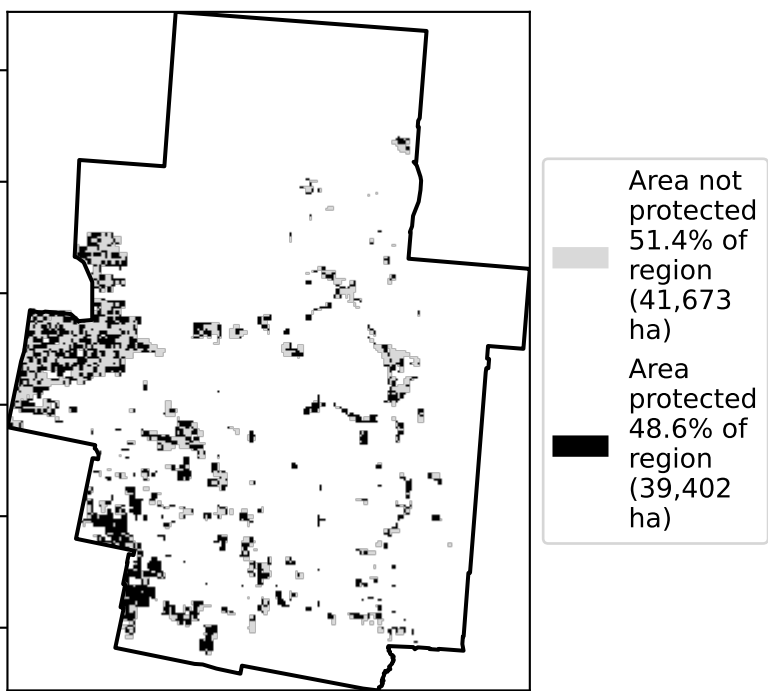 Area not
protected
51.4% of
region
(41,673
ha)
Area
protected
48.6% of
region
(39,402
ha)